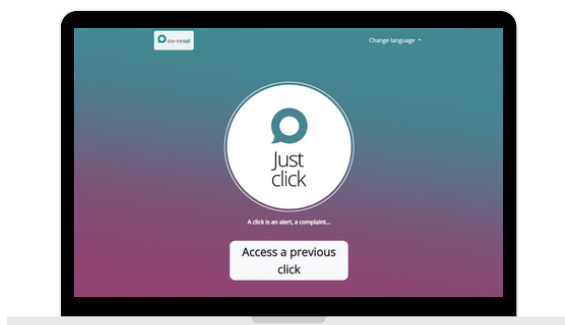 co-resol
Change language
Just
click
A click is an alert, a complaint...
Access a previous
click